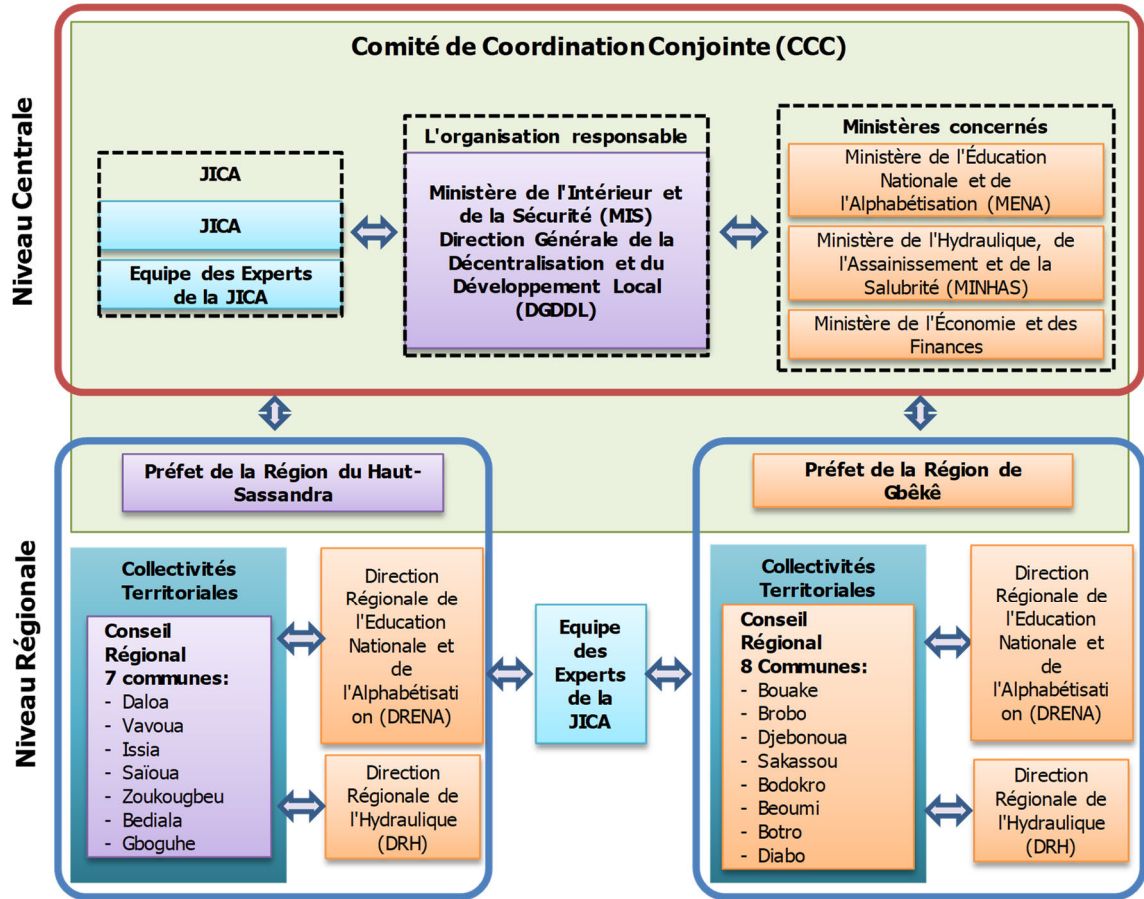 Comité de Coordination Conjointe (CCC)
Niveau Centrale
JICA
JICA
Equipe des Experts
de la JICA
L'organisation responsable
Ministère de l'Intérieur et
de la Sécurité (MIS)
Direction Générale de la
Décentralisation et du
Développement Local
(DGDDL)
Ministères concernés
Ministère de l'Éducation
Nationale et de
l'Alphabétisation (MENA)
Ministère de l'Hydraulique, de
l'Assainissement et de la
Salubrité (MINHAS)
Ministère de l'Économie et des
Finances
Niveau Régionale
Préfet de la Région du Haut-
Sassandra
Collectivités
Territoriales
Conseil
Régional
7 communes:
- Daloa
- Vavoua
- Issia
- Saïoua
- Zoukougbeu
- Bediala
- Gboguhe
Direction
Régionale de
l'Education
Nationale et
de
l'Alphabétisati
on (DRENA)
Direction
Régionale de
l'Hydraulique
(DRH)
Equipe
des
Experts
de la
JICA
Préfet de la Région de
Gbêkê
Collectivités
Territoriales
Conseil
Régional
8 Communes:
- Bouake
- Brobo
- Djebonoua
- Sakassou
- Bodokro
- Beoumi
- Botro
- Diabo
Direction
Régionale de
l'Education
Nationale et
de
l'Alphabétisati
on (DRENA)
Direction
Régionale de
l'Hydraulique
(DRH)